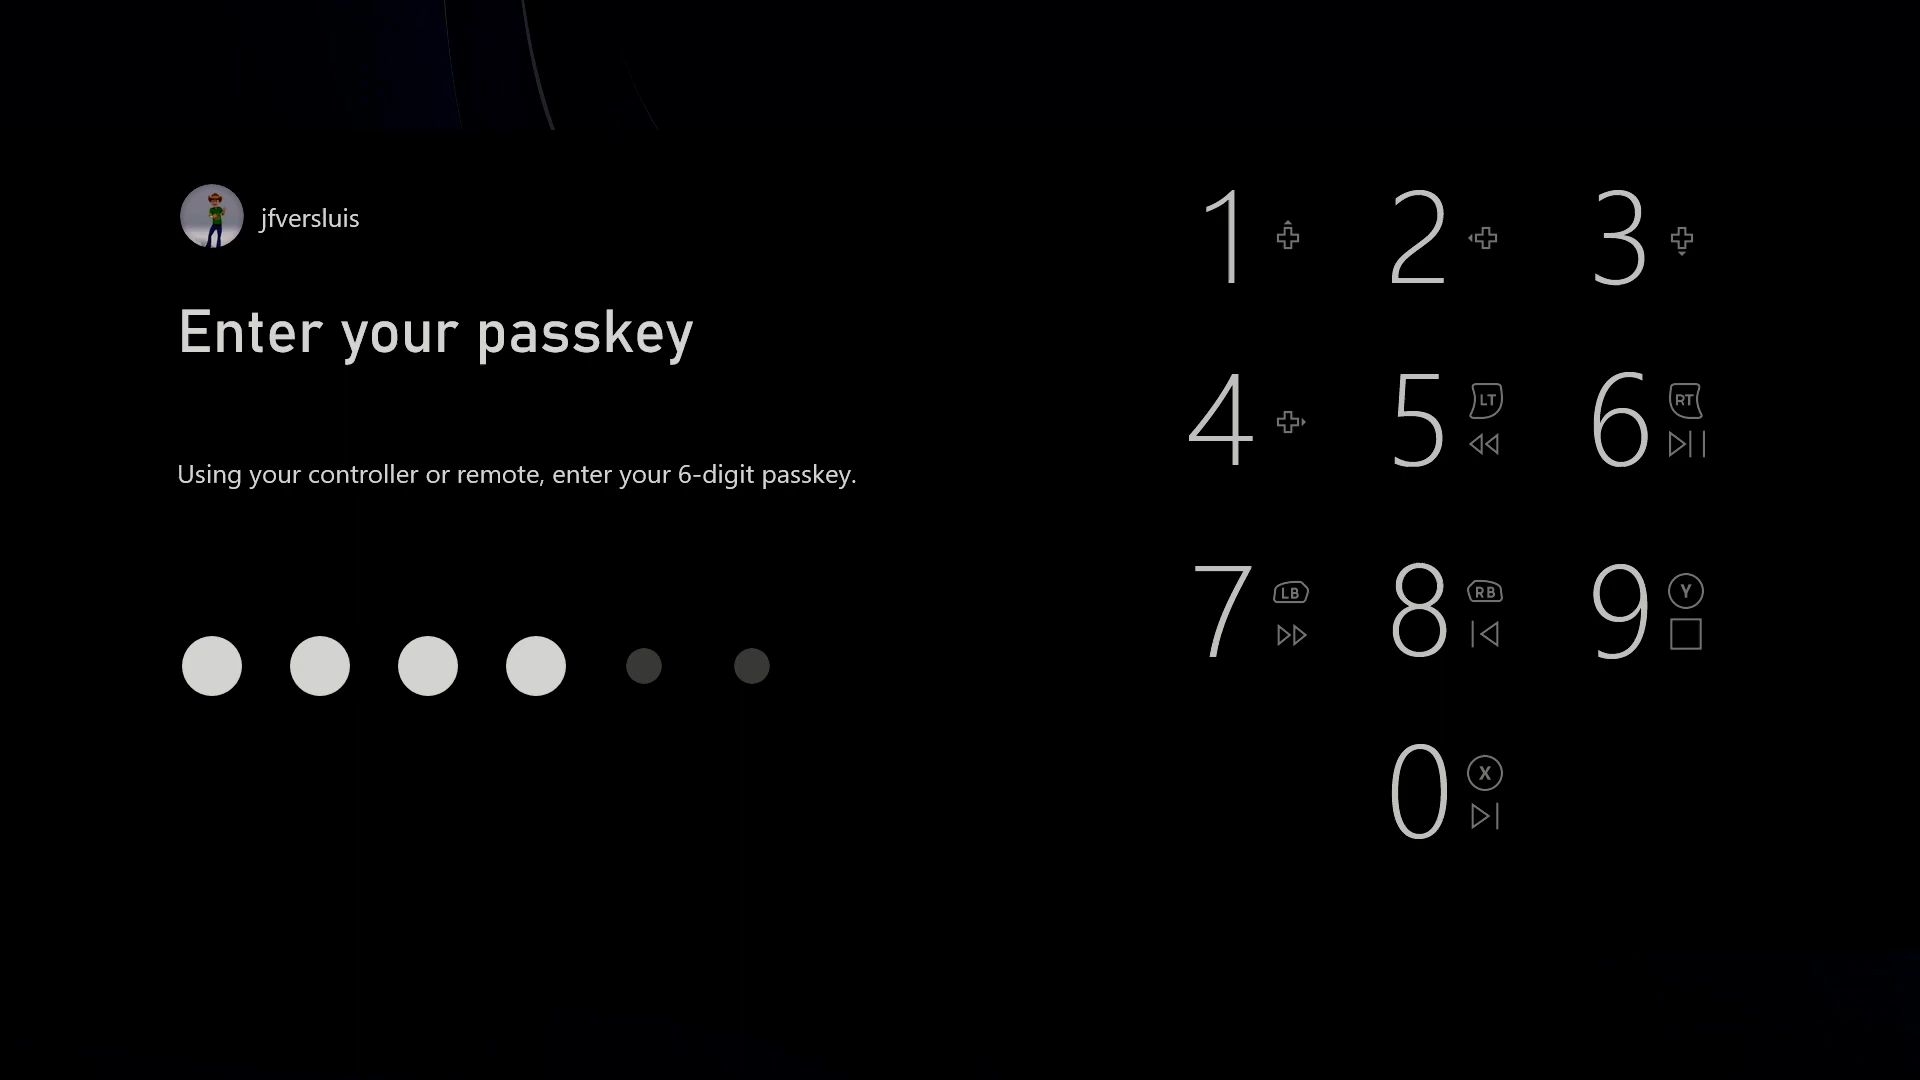 jfversluis
Enter your passkey
Using your controller or remote, enter your 6-digit passkey.
1 2 3
4 5 LT 6 RT
7 LB 8 RB 9 Y
0 X